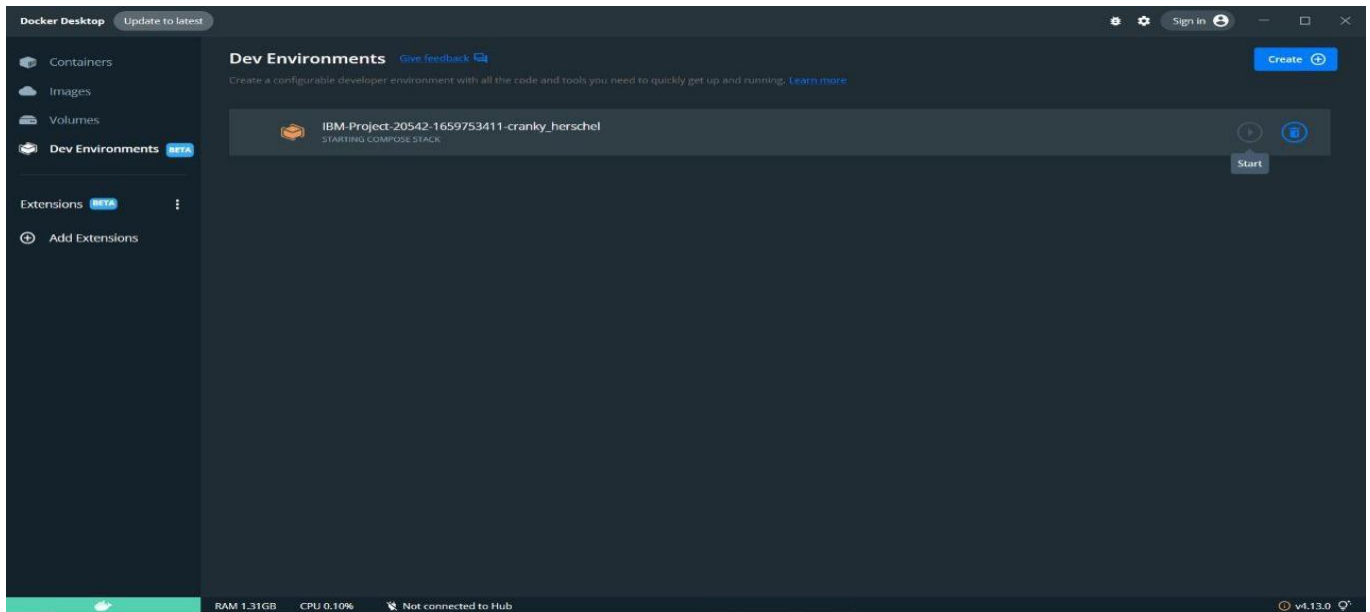 Docker Desktop Update to latest
Sign in
Containers
Images
Volumes
Dev Environments BETA
Extensions BETA
Add Extensions
Dev Environments Give feedback
Create
Create a configurable developer environment with all the code and tools you need to quickly get up and running. Learn more
IBM-Project-20542-1659753411-cranky_herschel
STARTING COMPOSE STACK
Start
RAM 1.31GB CPU 0.10% Not connected to Hub
v4.13.0